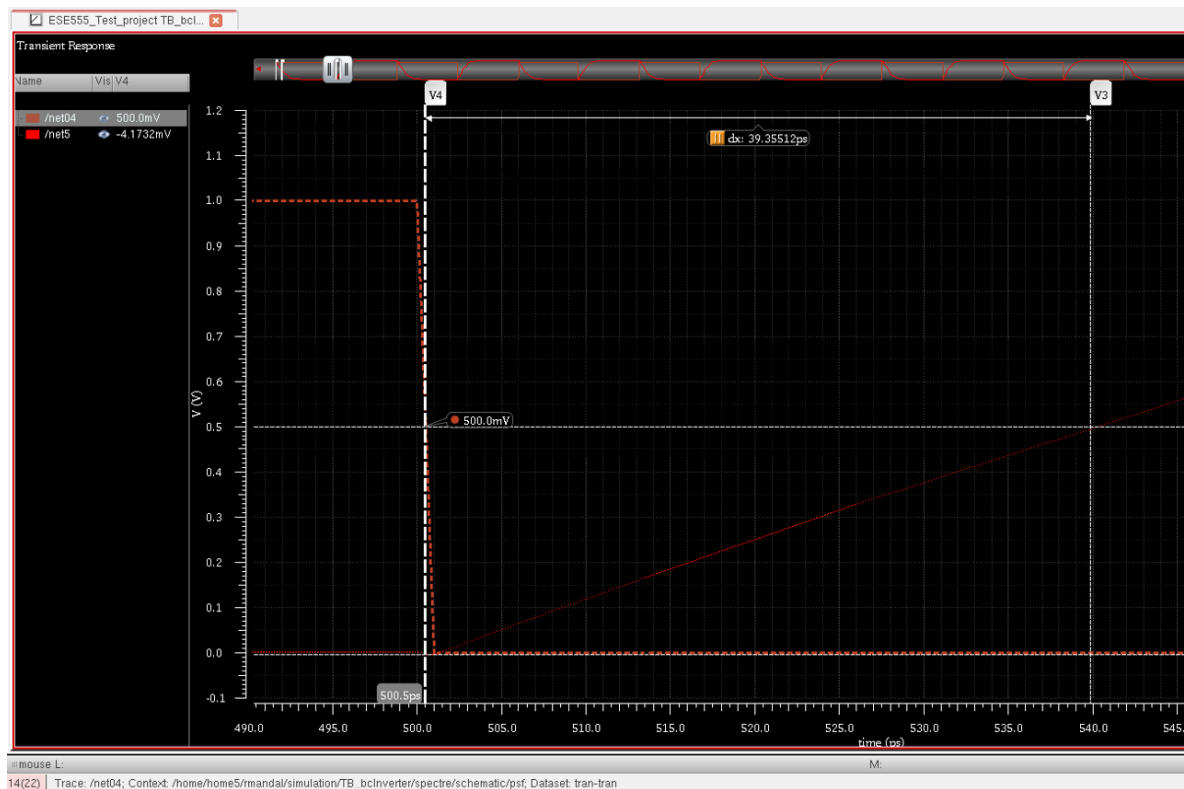 ESE555_Test_project TB_bcl...
Transient Response
Name Vis V4
/net04 500.0mV
/net5 -4.1732mV
V4 V3
dx: 39.35512ps
1.2
1.1
1.0
0.9
0.8
0.7
0.6
0.5
0.4
0.3
0.2
0.1
0.0
-0.1
V (V)
500.0mV
500.5ps
490.0 495.0 500.0 505.0 510.0 515.0 520.0 525.0 530.0 535.0 540.0 545.
time (ps)
mouse L: M:
14(22) Trace: /net04; Context: /home/home5/rmandal/simulation/TB_bcInverter/spectre/schematic/psf; Dataset: tran-tran